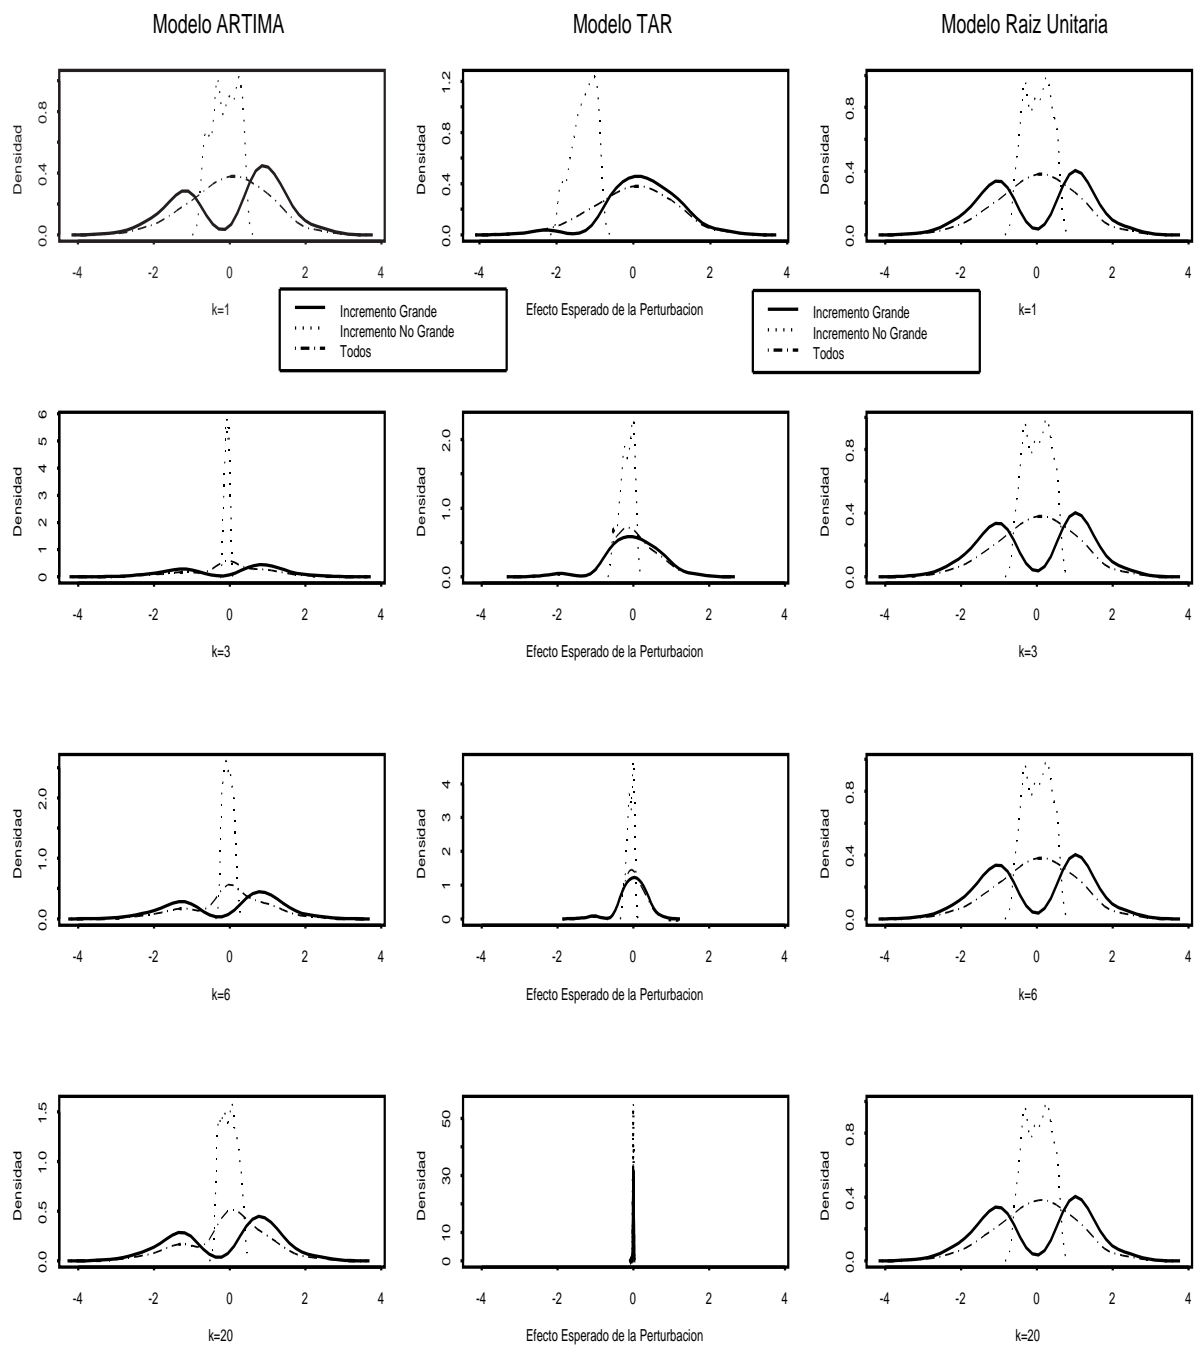 Modelo ARTIMA
Modelo TAR
Modelo Raiz Unitaria
Densidad
0.0 0.4 0.8
-4 -2 0 2 4
k=1
Densidad
0.0 0.4 0.8 1.2
-4 -2 0 2 4
Efecto Esperado de la Perturbacion
Densidad
0.0 0.4 0.8
-4 -2 0 2 4
k=1
Incremento Grande
Incremento No Grande
Todos
Incremento Grande
Incremento No Grande
Todos
Densidad
0 1 2 3 4 5 6
-4 -2 0 2 4
k=3
Densidad
0.0 1.0 2.0
-4 -2 0 2 4
Efecto Esperado de la Perturbacion
Densidad
0.0 0.4 0.8
-4 -2 0 2 4
k=3
Densidad
0.0 1.0 2.0
-4 -2 0 2 4
k=6
Densidad
0 1 2 3 4
-4 -2 0 2 4
Efecto Esperado de la Perturbacion
Densidad
0.0 0.4 0.8
-4 -2 0 2 4
k=6
Densidad
0.0 0.5 1.0 1.5
-4 -2 0 2 4
k=20
Densidad
0 10 30 50
-4 -2 0 2 4
Efecto Esperado de la Perturbacion
Densidad
0.0 0.4 0.8
-4 -2 0 2 4
k=20